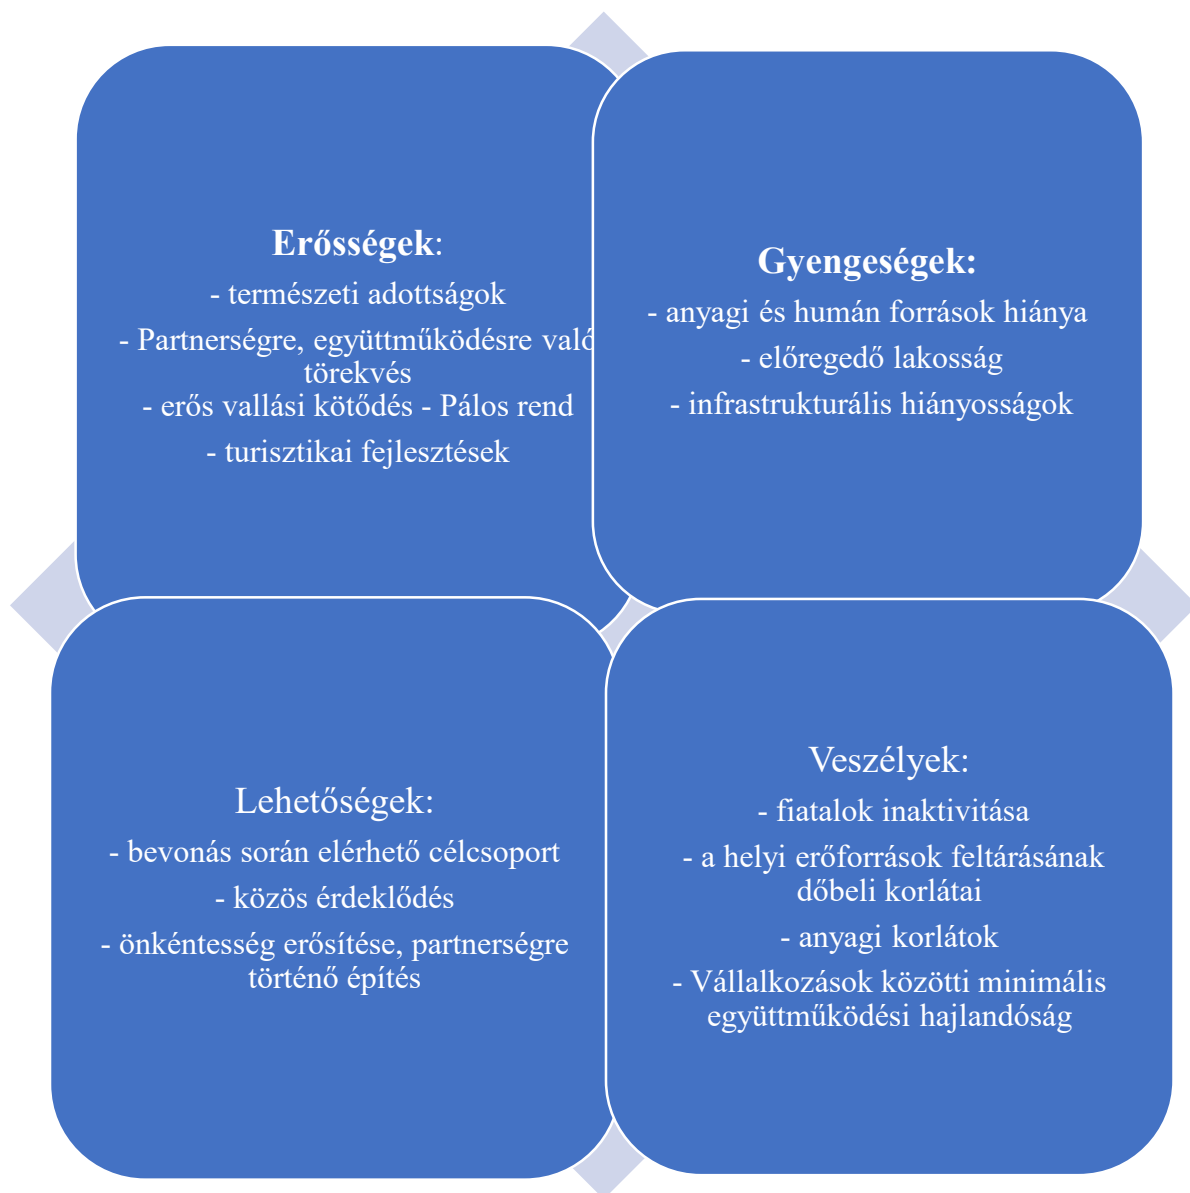 Erősségek:
- természeti adottságok
- Partnerségre, együttműködésre való
törekvés
- erős vallási kötődés - Pálos rend
- turisztikai fejlesztések
Gyengeségek:
- anyagi és humán források hiánya
- előregedő lakosság
- infrastrukturális hiányosságok
Lehetőségek:
- bevonás során elérhető célcsoport
- közös érdeklődés
- önkéntesség erősítése, partnerségre
történő építés
Veszélyek:
- fiatalok inaktivitása
- a helyi erőforrások feltárásának
dőbeli korlátai
- anyagi korlátok
- Vállalkozások közötti minimális
együttműködési hajlandóság